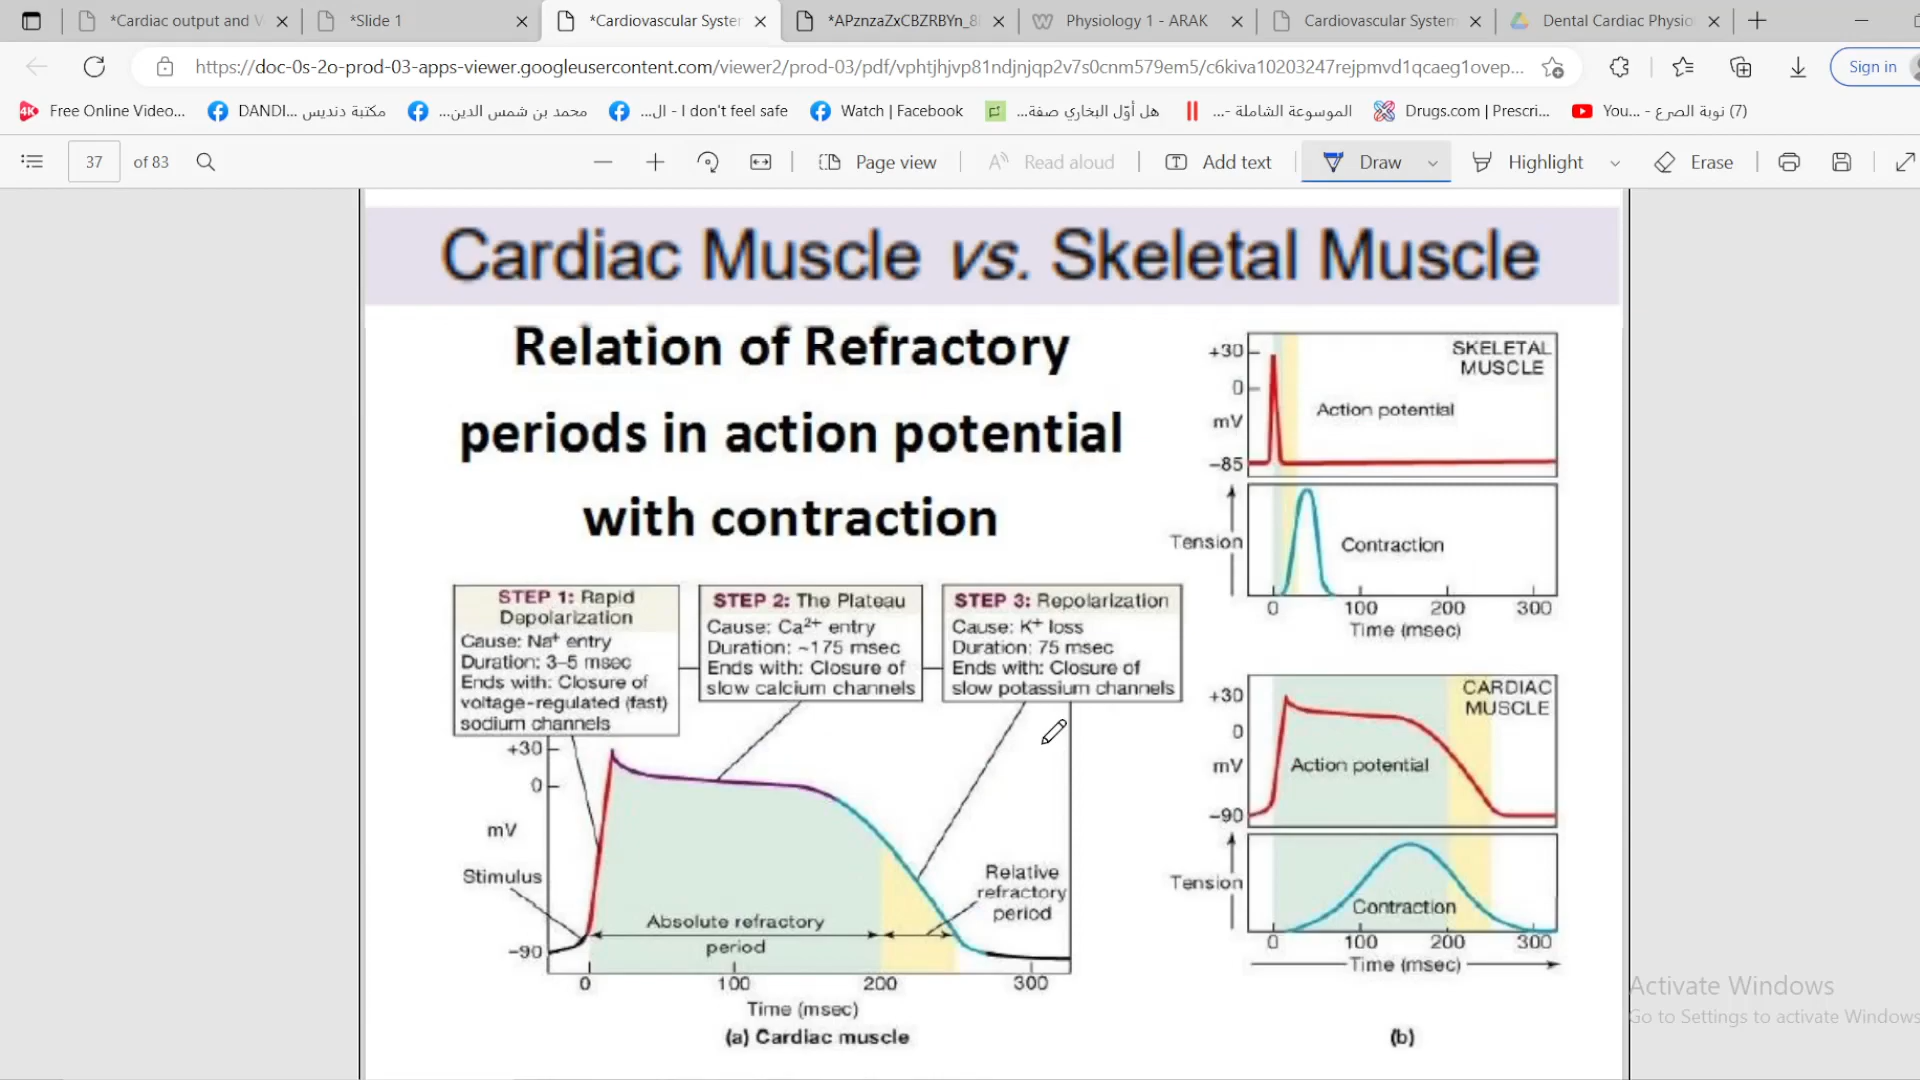 *Cardiac output and V
*Slide 1
*Cardiovascular System
*APznzaZxCBZRBYn_8
Physiology 1 - ARAK
Cardiovascular System
Dental Cardiac Physio
https://doc-0s-2o-prod-03-apps-viewer.googleusercontent.com/viewer2/prod-03/pdf/vphtjhjvp81ndjnjqp2v7s0cnm579em5/c6kiva10203247rejpmvd1qcaeg1ovep...
Sign in
4K Free Online Video...
DANDI... مكتبة دنديس
محمد بن شمس الدين...
ال... - I don't feel safe
Watch | Facebook
هل أوّل البخاري صفة...
الموسوعة الشاملة -...
Drugs.com | Prescri...
(7) نوبة الصرع - You...
37
of 83
Page view
Read aloud
Add text
Draw
Highlight
Erase
Cardiac Muscle vs. Skeletal Muscle
Relation of Refractory
periods in action potential
with contraction
STEP 1: Rapid
Depolarization
Cause: Na+ entry
Duration: 3–5 msec
Ends with: Closure of
voltage-regulated (fast)
sodium channels
STEP 2: The Plateau
Cause: Ca2+ entry
Duration: ~175 msec
Ends with: Closure of
slow calcium channels
STEP 3: Repolarization
Cause: K+ loss
Duration: 75 msec
Ends with: Closure of
slow potassium channels
+30
0
mV
Stimulus
−90
Absolute refractory
period
Relative
refractory
period
0 100 200 300
Time (msec)
(a) Cardiac muscle
SKELETAL
MUSCLE
+30
0
mV
−85
Action potential
Tension
Contraction
0 100 200 300
Time (msec)
CARDIAC
MUSCLE
+30
0
mV
−90
Action potential
Tension
Contraction
0 100 200 300
Time (msec)
(b)
Activate Windows
Go to Settings to activate Windows